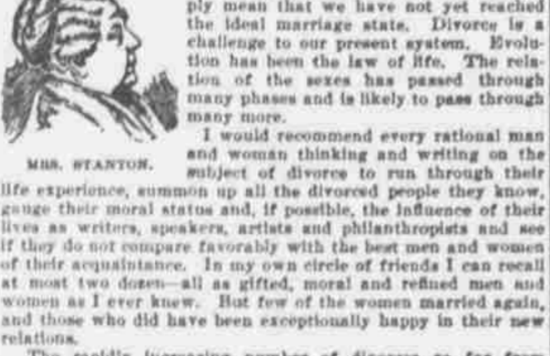 ply mean that we have not yet reached
the ideal marriage state. Divorce is a
challenge to our present system. Evolu-
tion has been the law of life. The rela-
tion of the sexes has passed through
many phases and is likely to pass through
many more.
I would recommend every rational man
and woman thinking and writing on the
subject of divorce to run through their
life experience, summon up all the divorced people they know,
gauge their moral status and, if possible, the influence of their
lives as writers, speakers, artists and philanthropists and see
if they do not compare favorably with the best men and women
of their acquaintance. In my own circle of friends I can recall
at most two dozen—all as gifted, moral and refined men and
women as I ever knew. But few of the women married again,
and those who did have been exceptionally happy in their new
relations.
The rapidly increasing number of divorces
MRS. STANTON.